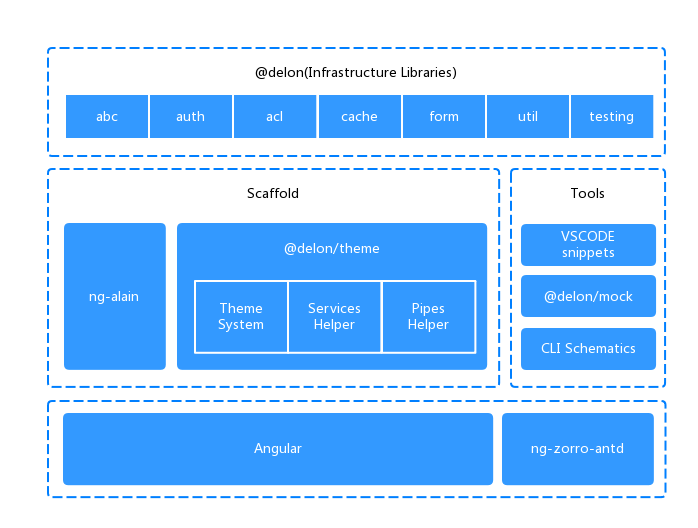 @delon(Infrastructure Libraries)
abc
auth
acl
cache
form
util
testing
Scaffold
ng-alain
@delon/theme
Theme
System
Services
Helper
Pipes
Helper
Tools
VSCODE
snippets
@delon/mock
CLI Schematics
Angular
ng-zorro-antd